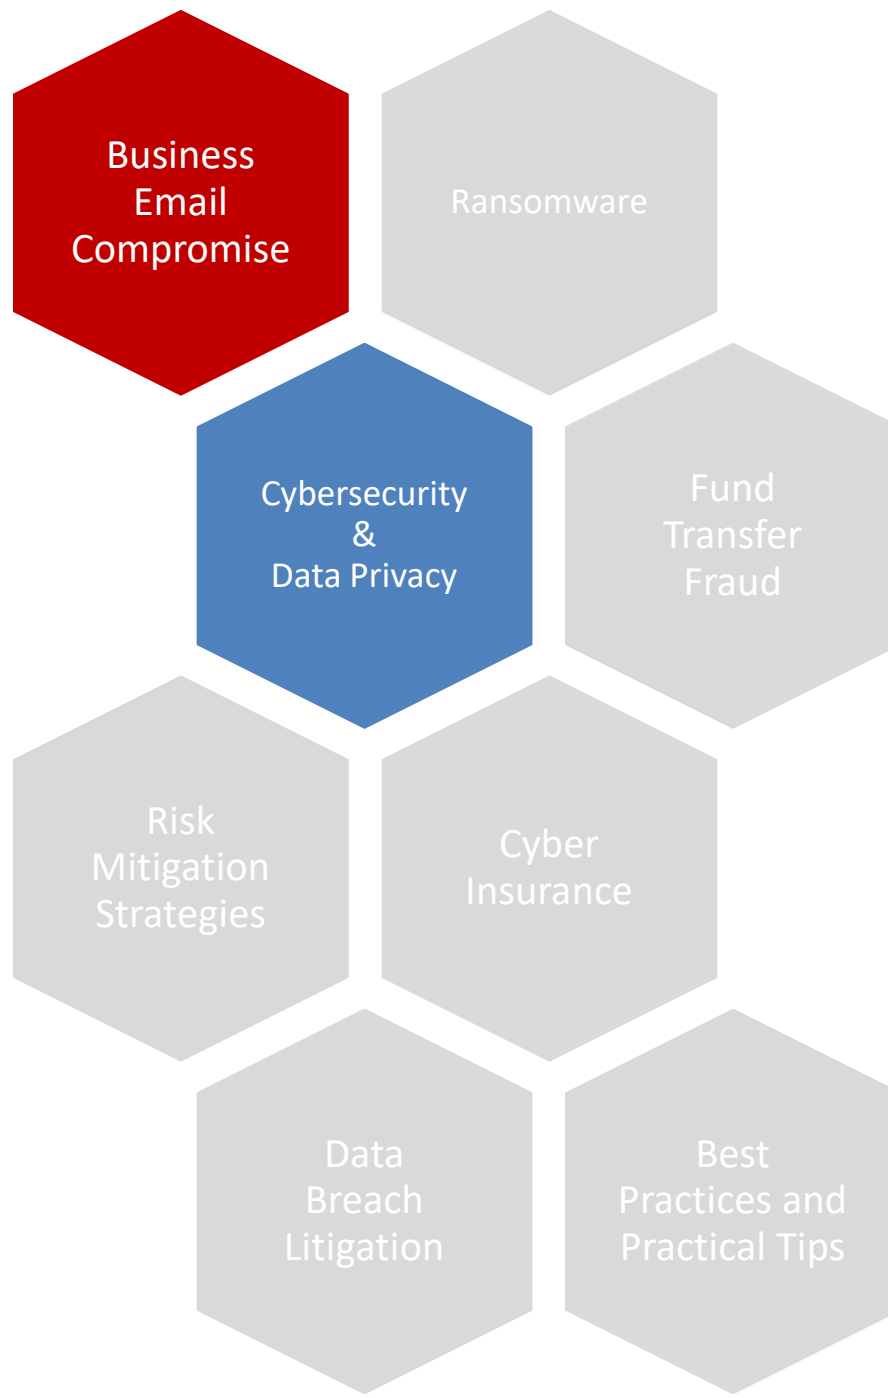 Business
Email
Compromise
Ransomware
Cybersecurity
&
Data Privacy
Fund
Transfer
Fraud
Risk
Mitigation
Strategies
Cyber
Insurance
Data
Breach
Litigation
Best
Practices and
Practical Tips